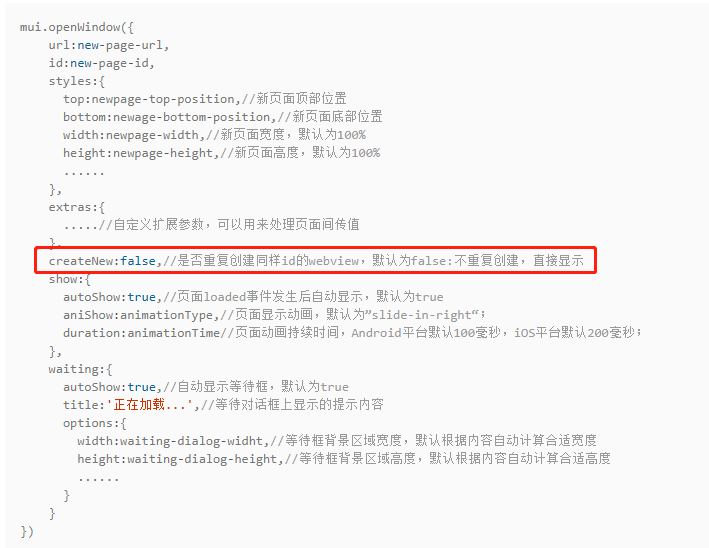 mui.openWindow({
url:new-page-url,
id:new-page-id,
styles:{
top:newpage-top-position,//新页面顶部位置
bottom:newage-bottom-position,//新页面底部位置
width:newpage-width,//新页面宽度，默认为100%
height:newpage-height,//新页面高度，默认为100%
......
},
extras:{
.....//自定义扩展参数，可以用来处理页面间传值
},
createNew:false,//是否重复创建同样id的webview，默认为false:不重复创建，直接显示
show:{
autoShow:true,//页面loaded事件发生后自动显示，默认为true
aniShow:animationType,//页面显示动画，默认为”slide-in-right“；
duration:animationTime//页面动画持续时间，Android平台默认100毫秒，iOS平台默认200毫秒；
},
waiting:{
autoShow:true,//自动显示等待框，默认为true
title:'正在加载...',//等待对话框上显示的提示内容
options:{
width:waiting-dialog-widht,//等待框背景区域宽度，默认根据内容自动计算合适宽度
height:waiting-dialog-height,//等待框背景区域高度，默认根据内容自动计算合适高度
......
}
}
})